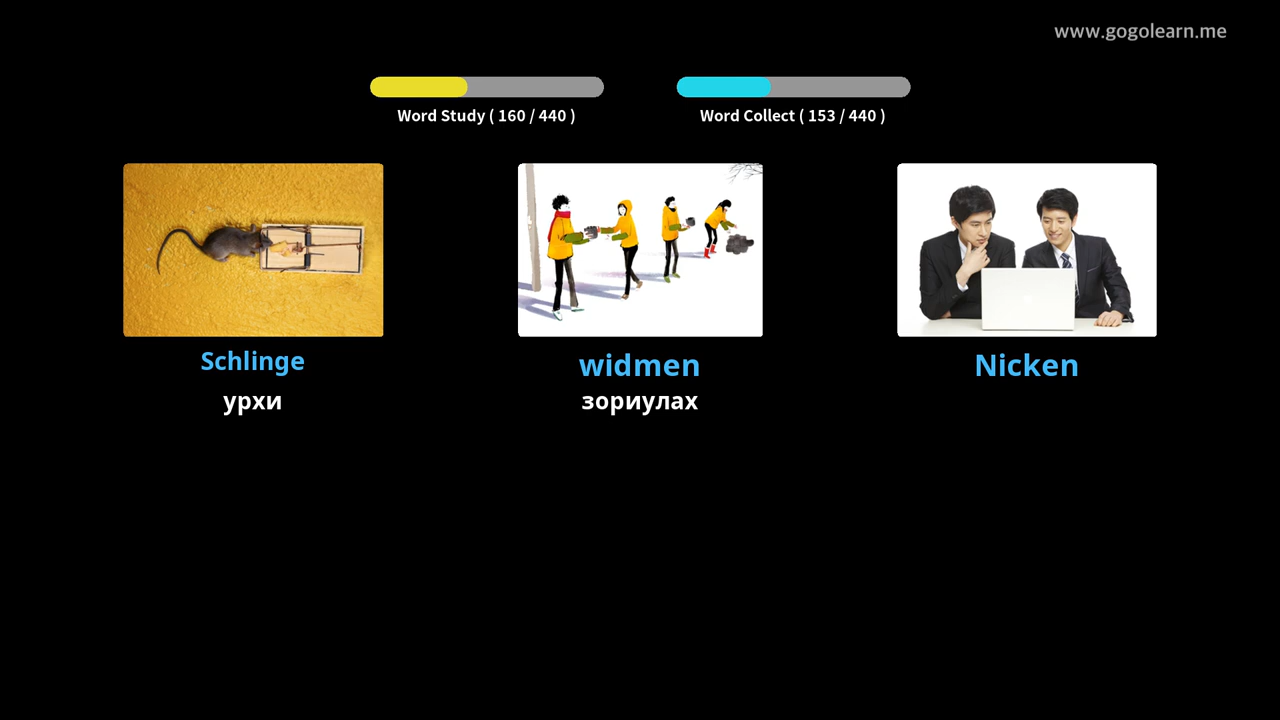 www.gogolearn.me
Word Study ( 160 / 440 )
Word Collect ( 153 / 440 )
Schlinge
урхи
widmen
зориулах
Nicken